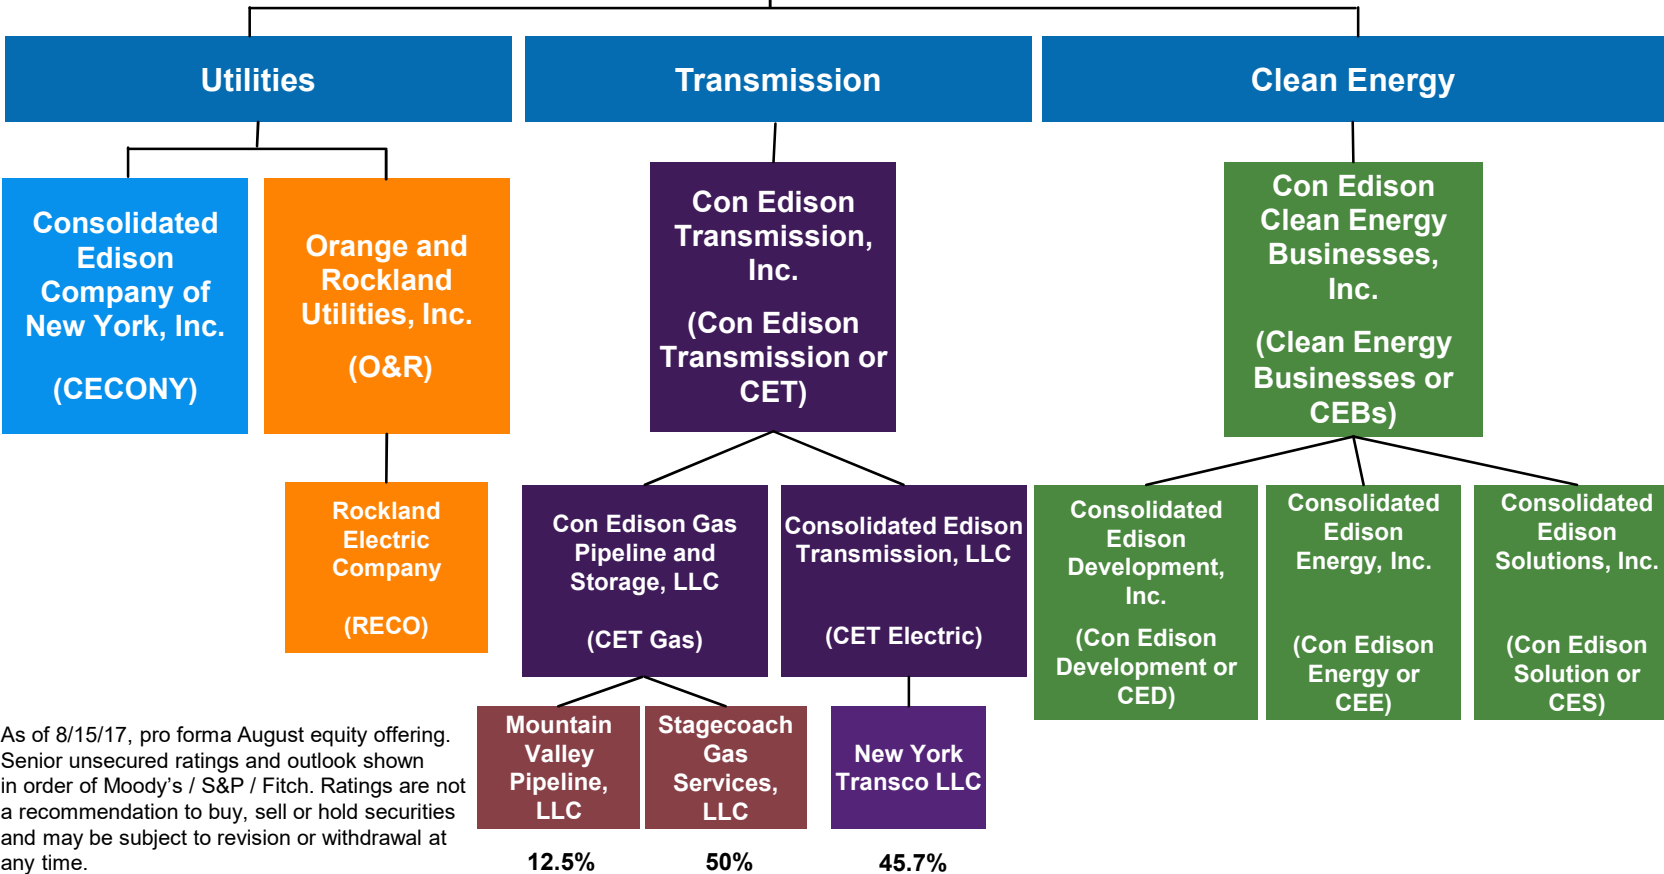 Utilities
Transmission
Clean Energy
Consolidated
Edison
Company of
New York, Inc.
(CECONY)
Orange and
Rockland
Utilities, Inc.
(O&R)
Con Edison
Transmission,
Inc.
(Con Edison
Transmission or
CET)
Con Edison
Clean Energy
Businesses,
Inc.
(Clean Energy
Businesses or
CEBs)
Rockland
Electric
Company
(RECO)
Con Edison Gas
Pipeline and
Storage, LLC
(CET Gas)
Consolidated Edison
Transmission, LLC
(CET Electric)
Consolidated
Edison
Development,
Inc.
(Con Edison
Development or
CED)
Consolidated
Edison
Energy, Inc.
(Con Edison
Energy or
CEE)
Consolidated
Edison
Solutions, Inc.
(Con Edison
Solution or
CES)
Mountain
Valley
Pipeline,
LLC
12.5%
Stagecoach
Gas
Services,
LLC
50%
New York
Transco LLC
45.7%
As of 8/15/17, pro forma August equity offering.
Senior unsecured ratings and outlook shown
in order of Moody's / S&P / Fitch. Ratings are not
a recommendation to buy, sell or hold securities
and may be subject to revision or withdrawal at
any time.